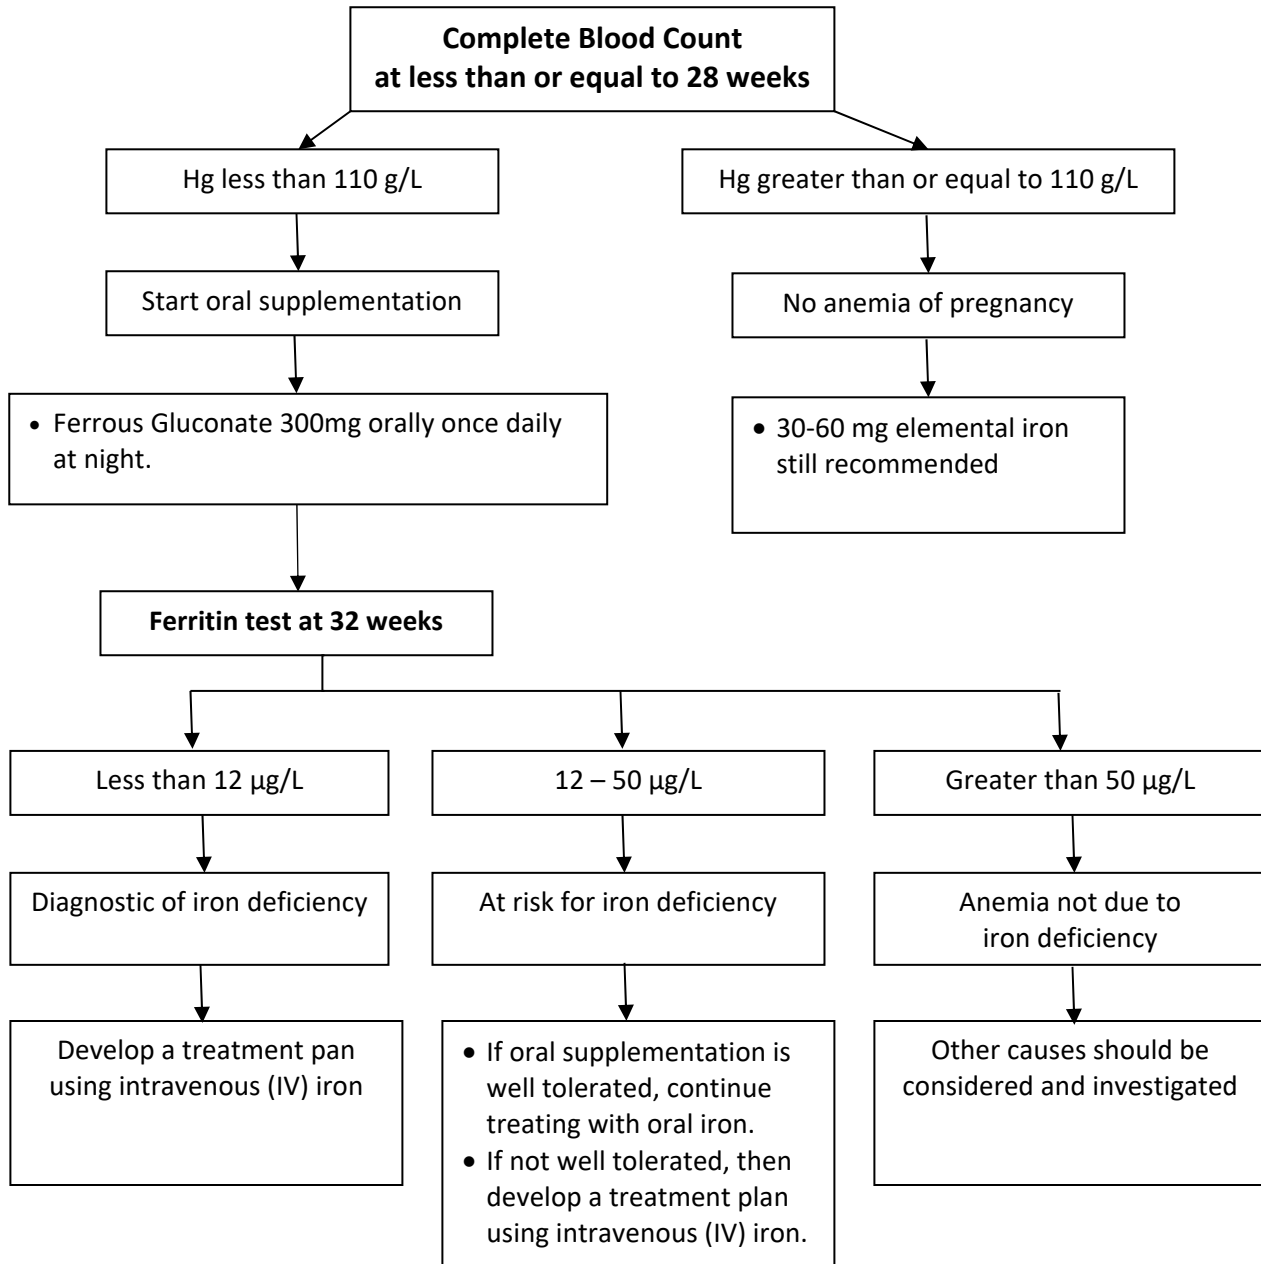 Complete Blood Count
at less than or equal to 28 weeks
Hg less than 110 g/L
Hg greater than or equal to 110 g/L
Start oral supplementation
No anemia of pregnancy
• Ferrous Gluconate 300mg orally once daily
at night.
• 30-60 mg elemental iron
still recommended
Ferritin test at 32 weeks
Less than 12 µg/L
12 – 50 µg/L
Greater than 50 µg/L
Diagnostic of iron deficiency
At risk for iron deficiency
Anemia not due to
iron deficiency
Develop a treatment pan
using intravenous (IV) iron
• If oral supplementation is
well tolerated, continue
treating with oral iron.
• If not well tolerated, then
develop a treatment plan
using intravenous (IV) iron.
Other causes should be
considered and investigated